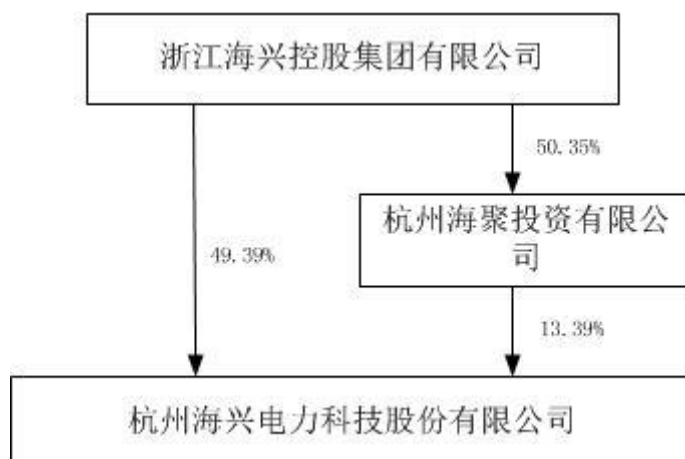 浙江海兴控股集团有限公司
50.35%
杭州海聚投资有限公
司
49.39%
13.39%
杭州海兴电力科技股份有限公司